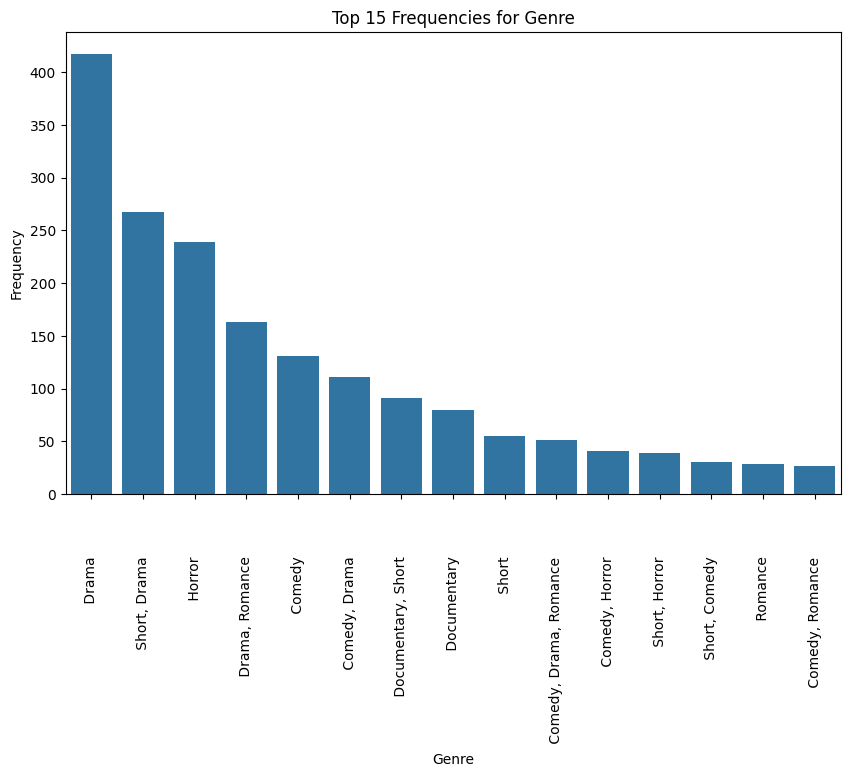 Top 15 Frequencies for Genre
Frequency
400
350
300
250
200
150
100
50
0
Drama
Short, Drama
Horror
Drama, Romance
Comedy
Comedy, Drama
Documentary, Short
Documentary
Short
Comedy, Drama, Romance
Comedy, Horror
Short, Horror
Short, Comedy
Romance
Comedy, Romance
Genre